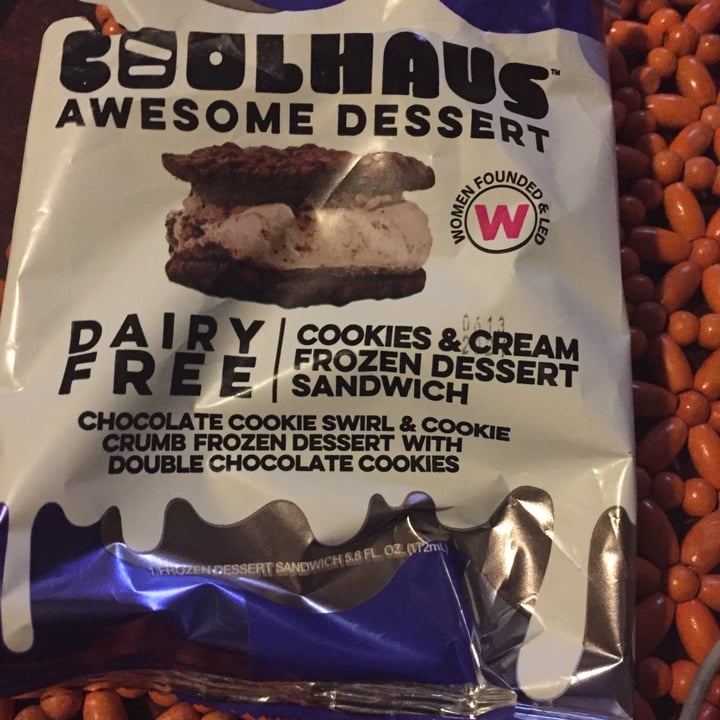 COOLHAUS™
AWESOME DESSERT
WOMEN FOUNDED & LED
W
DAIRY
FREE
COOKIES & CREAM
FROZEN DESSERT
SANDWICH
CHOCOLATE COOKIE SWIRL & COOKIE
CRUMB FROZEN DESSERT WITH
DOUBLE CHOCOLATE COOKIES
1 FROZEN DESSERT SANDWICH 5.8 FL. OZ. (172mL)